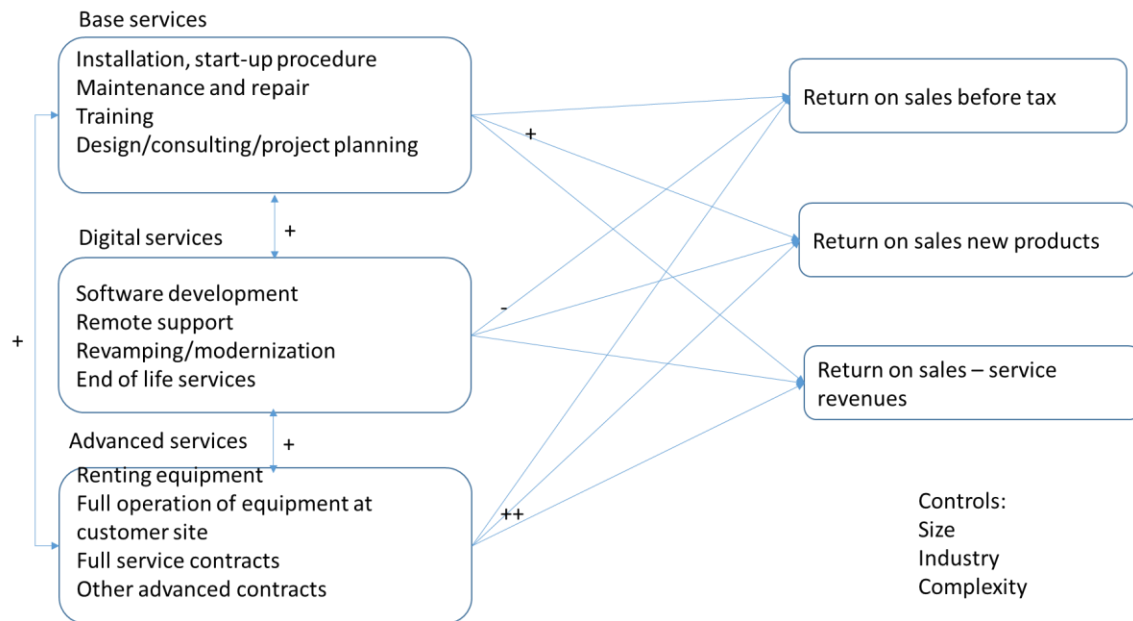 Base services
Installation, start-up procedure
Maintenance and repair
Training
Design/consulting/project planning
+
Digital services
Software development
Remote support
Revamping/modernization
End of life services
+
Advanced services
Renting equipment
Full operation of equipment at
customer site
Full service contracts
Other advanced contracts
+
+
-
++
Return on sales before tax
Return on sales new products
Return on sales – service
revenues
Controls:
Size
Industry
Complexity